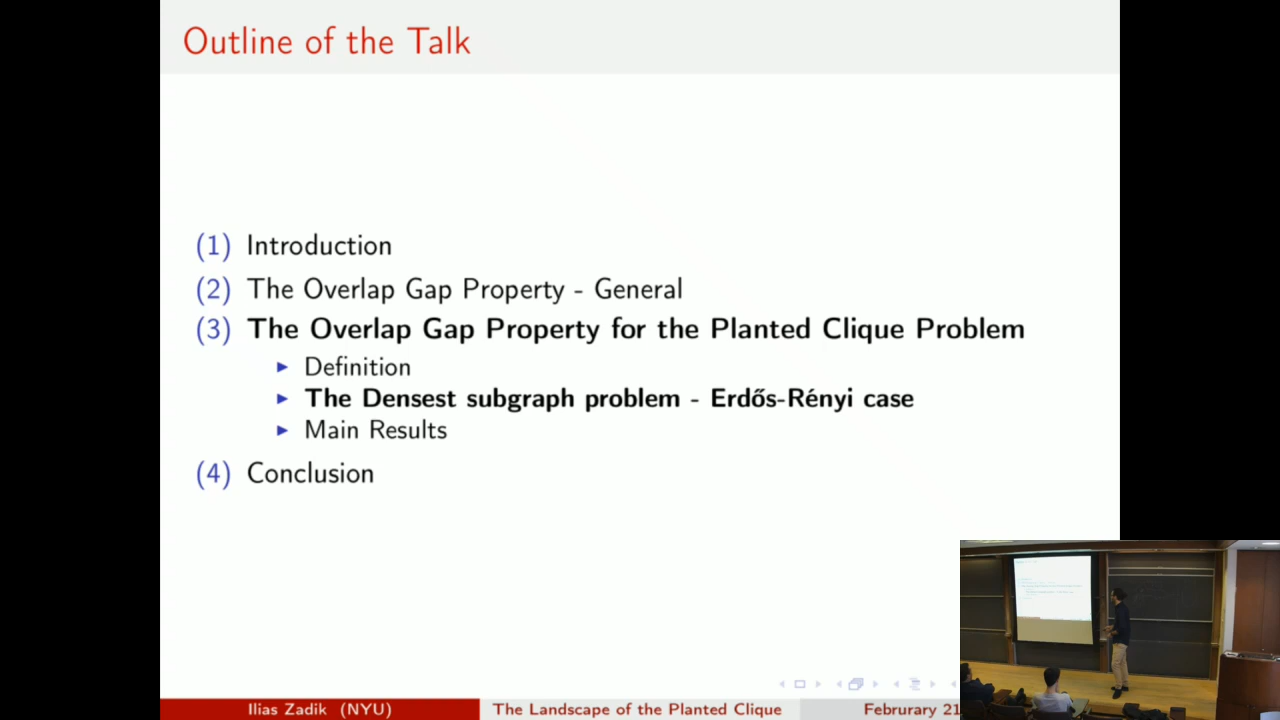 Outline of the Talk
(1) Introduction
(2) The Overlap Gap Property - General
(3) The Overlap Gap Property for the Planted Clique Problem
▶ Definition
▶ The Densest subgraph problem - Erdős-Rényi case
▶ Main Results
(4) Conclusion
Ilias Zadik (NYU) The Landscape of the Planted Clique Februrary 21